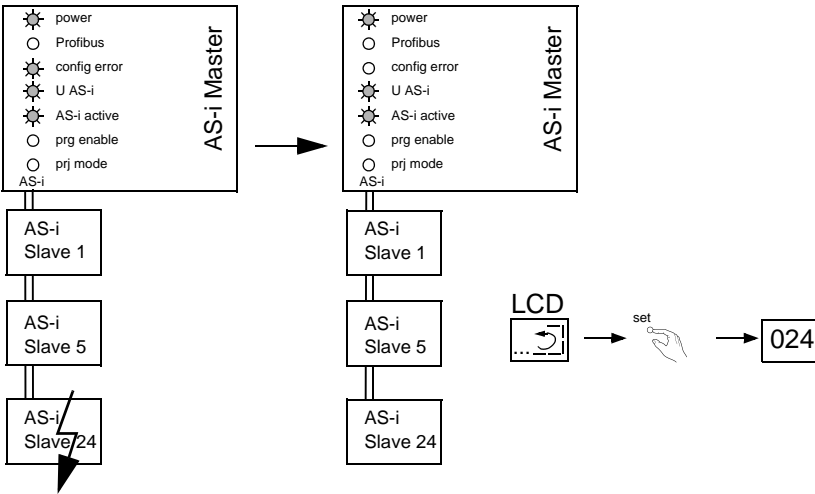 power
Profibus
config error
U AS-i
AS-i active
prg enable
prj mode
AS-i
AS-i Master
AS-i
Slave 1
AS-i
Slave 5
AS-i
Slave 24
power
Profibus
config error
U AS-i
AS-i active
prg enable
prj mode
AS-i
AS-i Master
AS-i
Slave 1
AS-i
Slave 5
AS-i
Slave 24
LCD
...
set
024